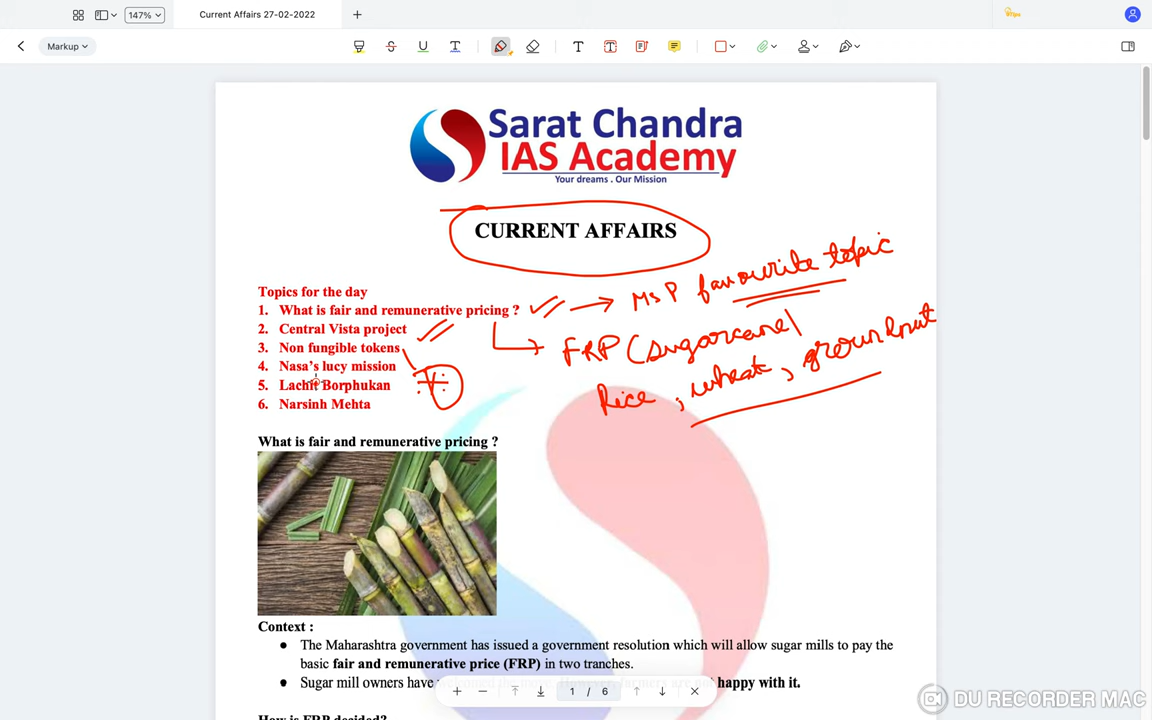 147%
Current Affairs 27-02-2022
Markup
Sarat Chandra
IAS Academy
Your dreams . Our Mission
CURRENT AFFAIRS
Topics for the day
1. What is fair and remunerative pricing ?
2. Central Vista project
3. Non fungible tokens
4. Nasa's lucy mission
5. Lachit Borphukan
6. Narsinh Mehta
MSP favourite topic
FRP (Sugarcane)
Rice, wheat, groundnut
What is fair and remunerative pricing ?
Context :
● The Maharashtra government has issued a government resolution which will allow sugar mills to pay the
basic fair and remunerative price (FRP) in two tranches.
● Sugar mill owners have happy with it.
1 / 6
How is FRP decided?
DU RECORDER MAC